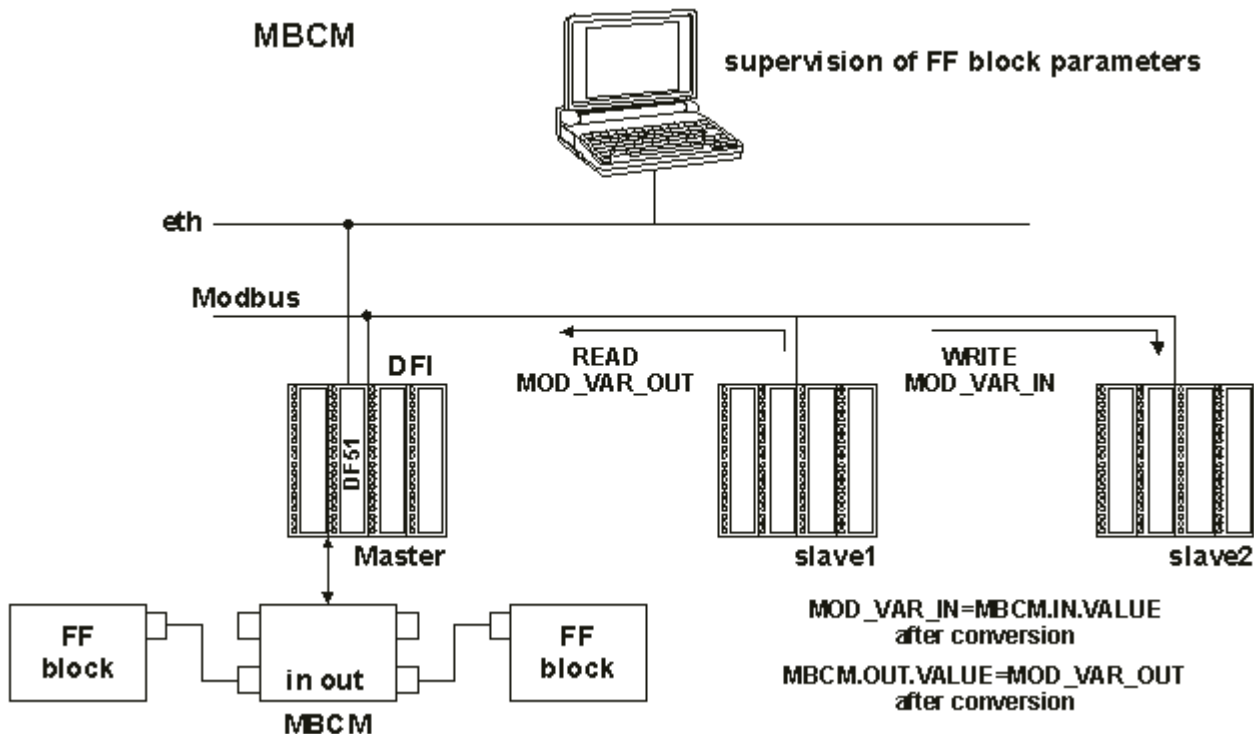 MBCM
supervision of FF block parameters
eth
Modbus
DFI
READ
MOD_VAR_OUT
WRITE
MOD_VAR_IN
DF51
Master
slave1
slave2
FF
block
in out
MBCM
FF
block
MOD_VAR_IN=MBCM.IN.VALUE
after conversion
MBCM.OUT.VALUE=MOD_VAR_OUT
after conversion